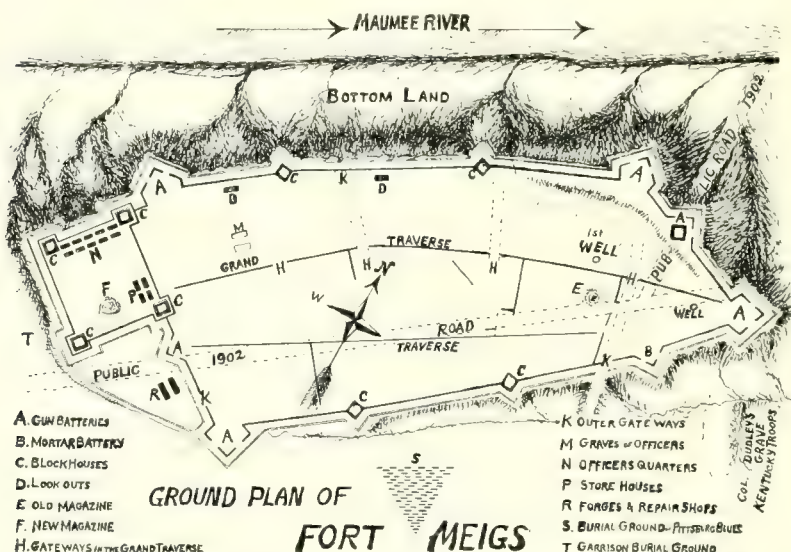 MAUMEE RIVER
BOTTOM LAND
PUBLIC ROAD 1902
A
C
K
C
A
D
D
C
C
N
M
A
GRAND TRAVERSE
1st WELL
H
H
H
H
F
P
C
C
N
W
E
WELL
A
T
ROAD
TRAVERSE
PUBLIC 1902
A
R
K
C
C
K
B
A
A. GUN BATTERIES
B. MORTAR BATTERY
C. BLOCK HOUSES
D. LOOK OUTS
E OLD MAGAZINE
F. NEW MAGAZINE
H. GATEWAYS IN THE GRAND TRAVERSE
S
GROUND PLAN OF
FORT MEIGS
K OUTER GATE WAYS
M GRAVES OF OFFICERS
N OFFICERS QUARTERS
P STORE HOUSES
R FORGES & REPAIR SHOPS
S. BURIAL GROUND - PITTSBURG BLUES
T GARRISON BURIAL GROUND
COL. DUDLEY'S
GRAVE
KENTUCKY TROOPS